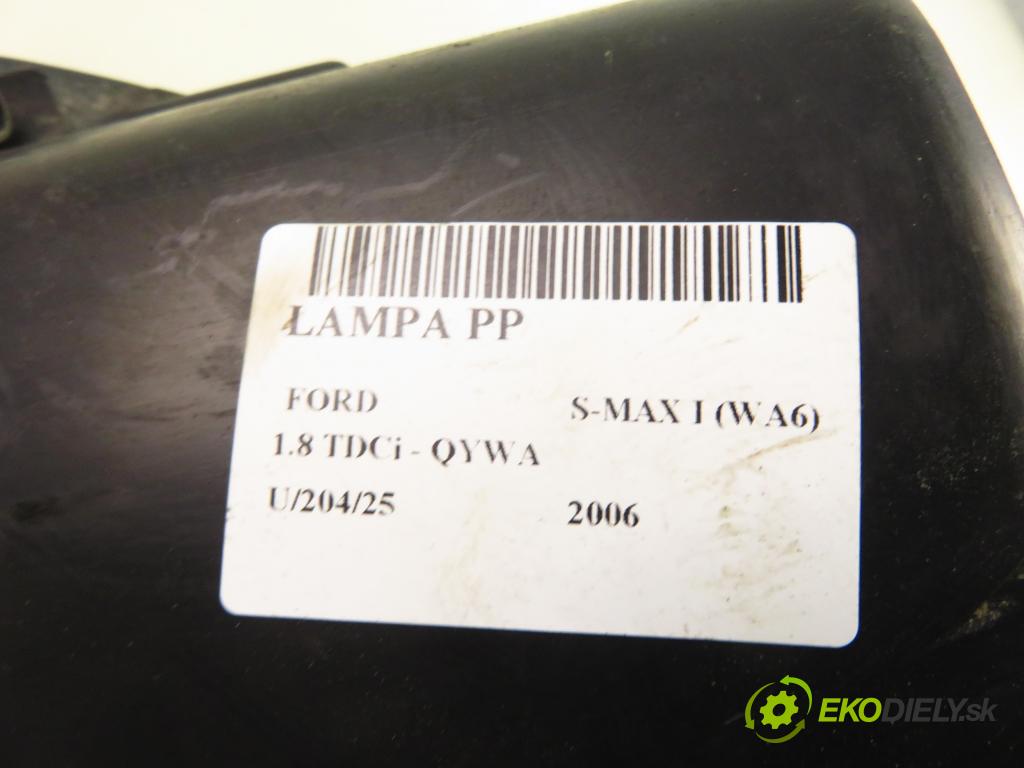 LAMPA PP
FORD S-MAX I (WA6)
1.8 TDCi - QYWA
U/204/25 2006
EKODIELY.sk